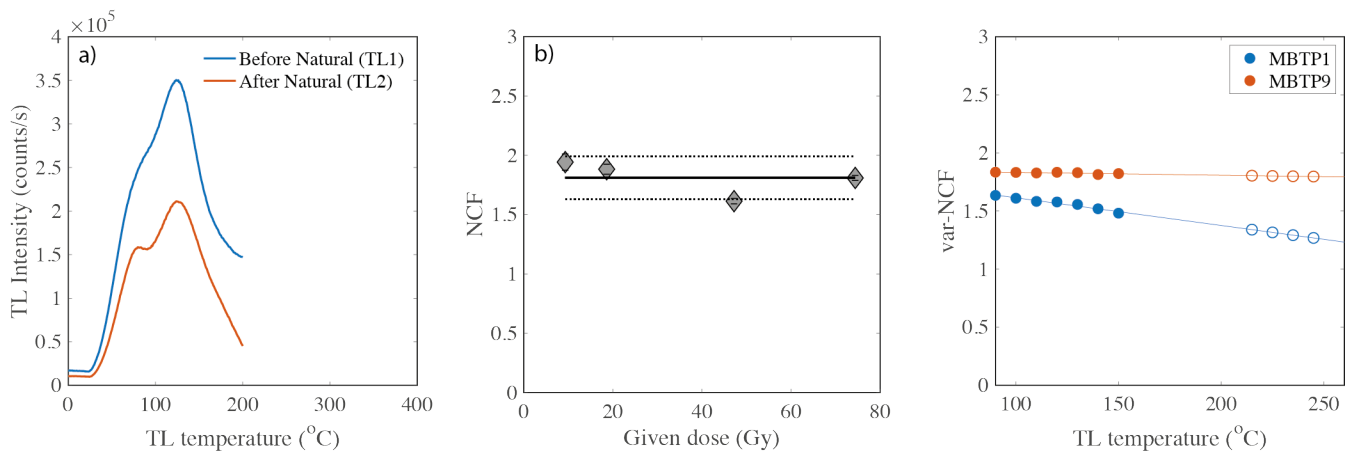 ×10⁵
a)
Before Natural (TL1)
After Natural (TL2)
4
3.5
3
2.5
2
1.5
1
0.5
0
0 100 200 300 400
TL Intensity (counts/s)
TL temperature (°C)
b)
3
2.5
2
1.5
1
0.5
0
0 20 40 60 80
NCF
Given dose (Gy)
MBTP1
MBTP9
3
2.5
2
1.5
1
0.5
0
100 150 200 250
var-NCF
TL temperature (°C)